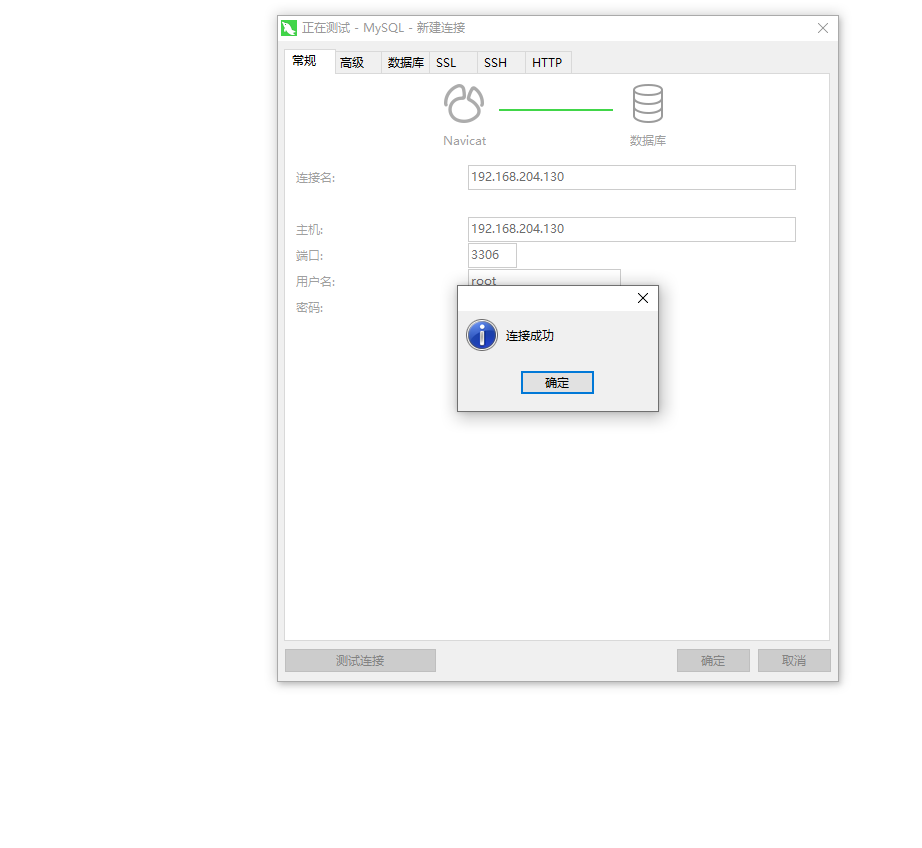 正在测试 - MySQL - 新建连接
常规 高级 数据库 SSL SSH HTTP
Navicat 数据库
连接名: 192.168.204.130
主机: 192.168.204.130
端口: 3306
用户名: root
密码:
连接成功
确定
测试连接 确定 取消